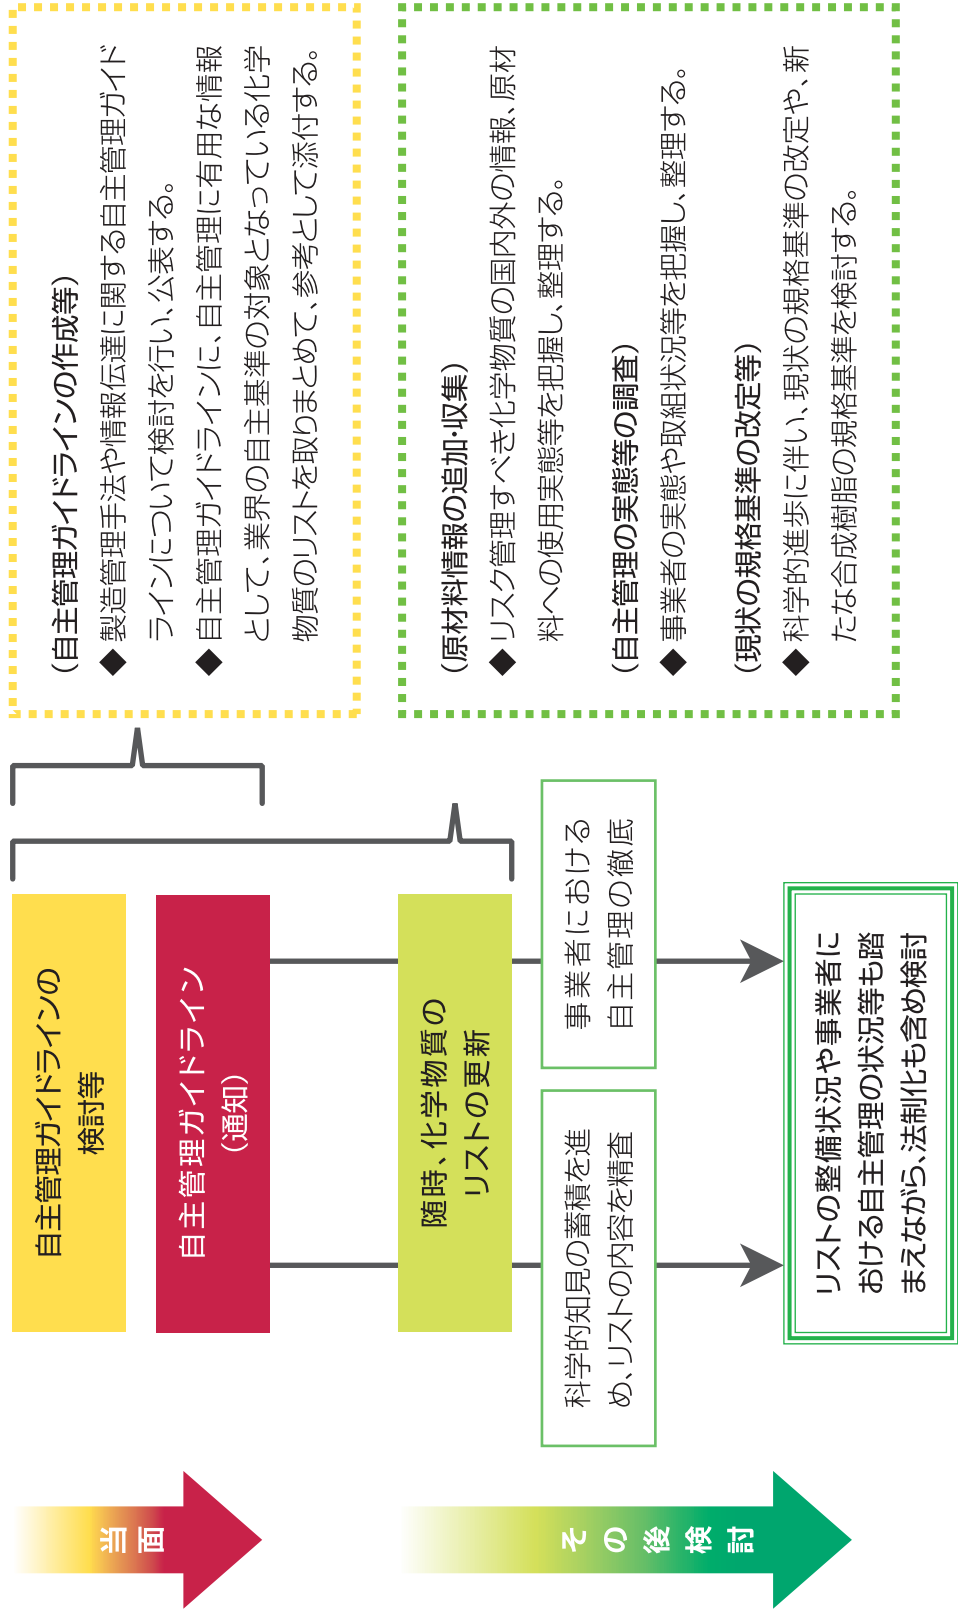 当面
自主管理ガイドラインの
検討等
自主管理ガイドライン
（通知）
（自主管理ガイドラインの作成等）
◆製造管理手法や情報伝達に関する自主管理ガイド
ラインについて検討を行い、公表する。
◆自主管理ガイドラインに、自主管理に有用な情報
として、業界の自主基準の対象となっている化学
物質のリストを取りまとめて、参考として添付する。
その後検討
随時、化学物質の
リストの更新
科学的知見の蓄積を進
め、リストの内容を精査
事業者における
自主管理の徹底
リストの整備状況や事業者に
おける自主管理の状況等も踏
まえながら、法制化も含め検討
（原材料情報の追加・収集）
◆リスク管理すべき化学物質の国内外の情報、原材
料への使用実態等を把握し、整理する。
（自主管理の実態等の調査）
◆事業者の実態や取組状況等を把握し、整理する。
（現状の規格基準の改定等）
◆科学的進歩に伴い、現状の規格基準の改定や、新
たな合成樹脂の規格基準を検討する。